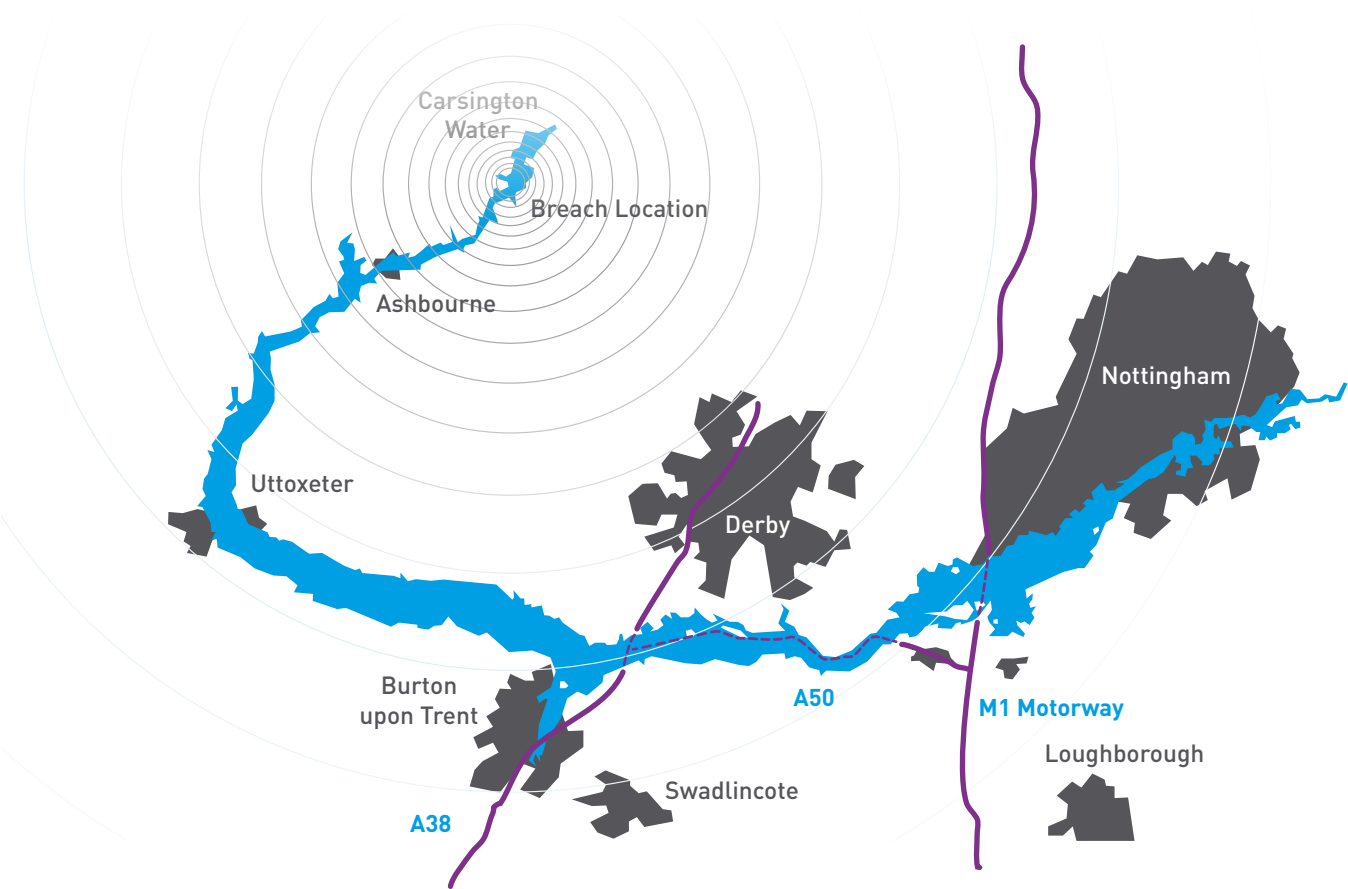 Carsington
Water
Breach Location
Ashbourne
Nottingham
Uttoxeter
Derby
Burton
upon Trent
A50
M1 Motorway
Loughborough
Swadlincote
A38